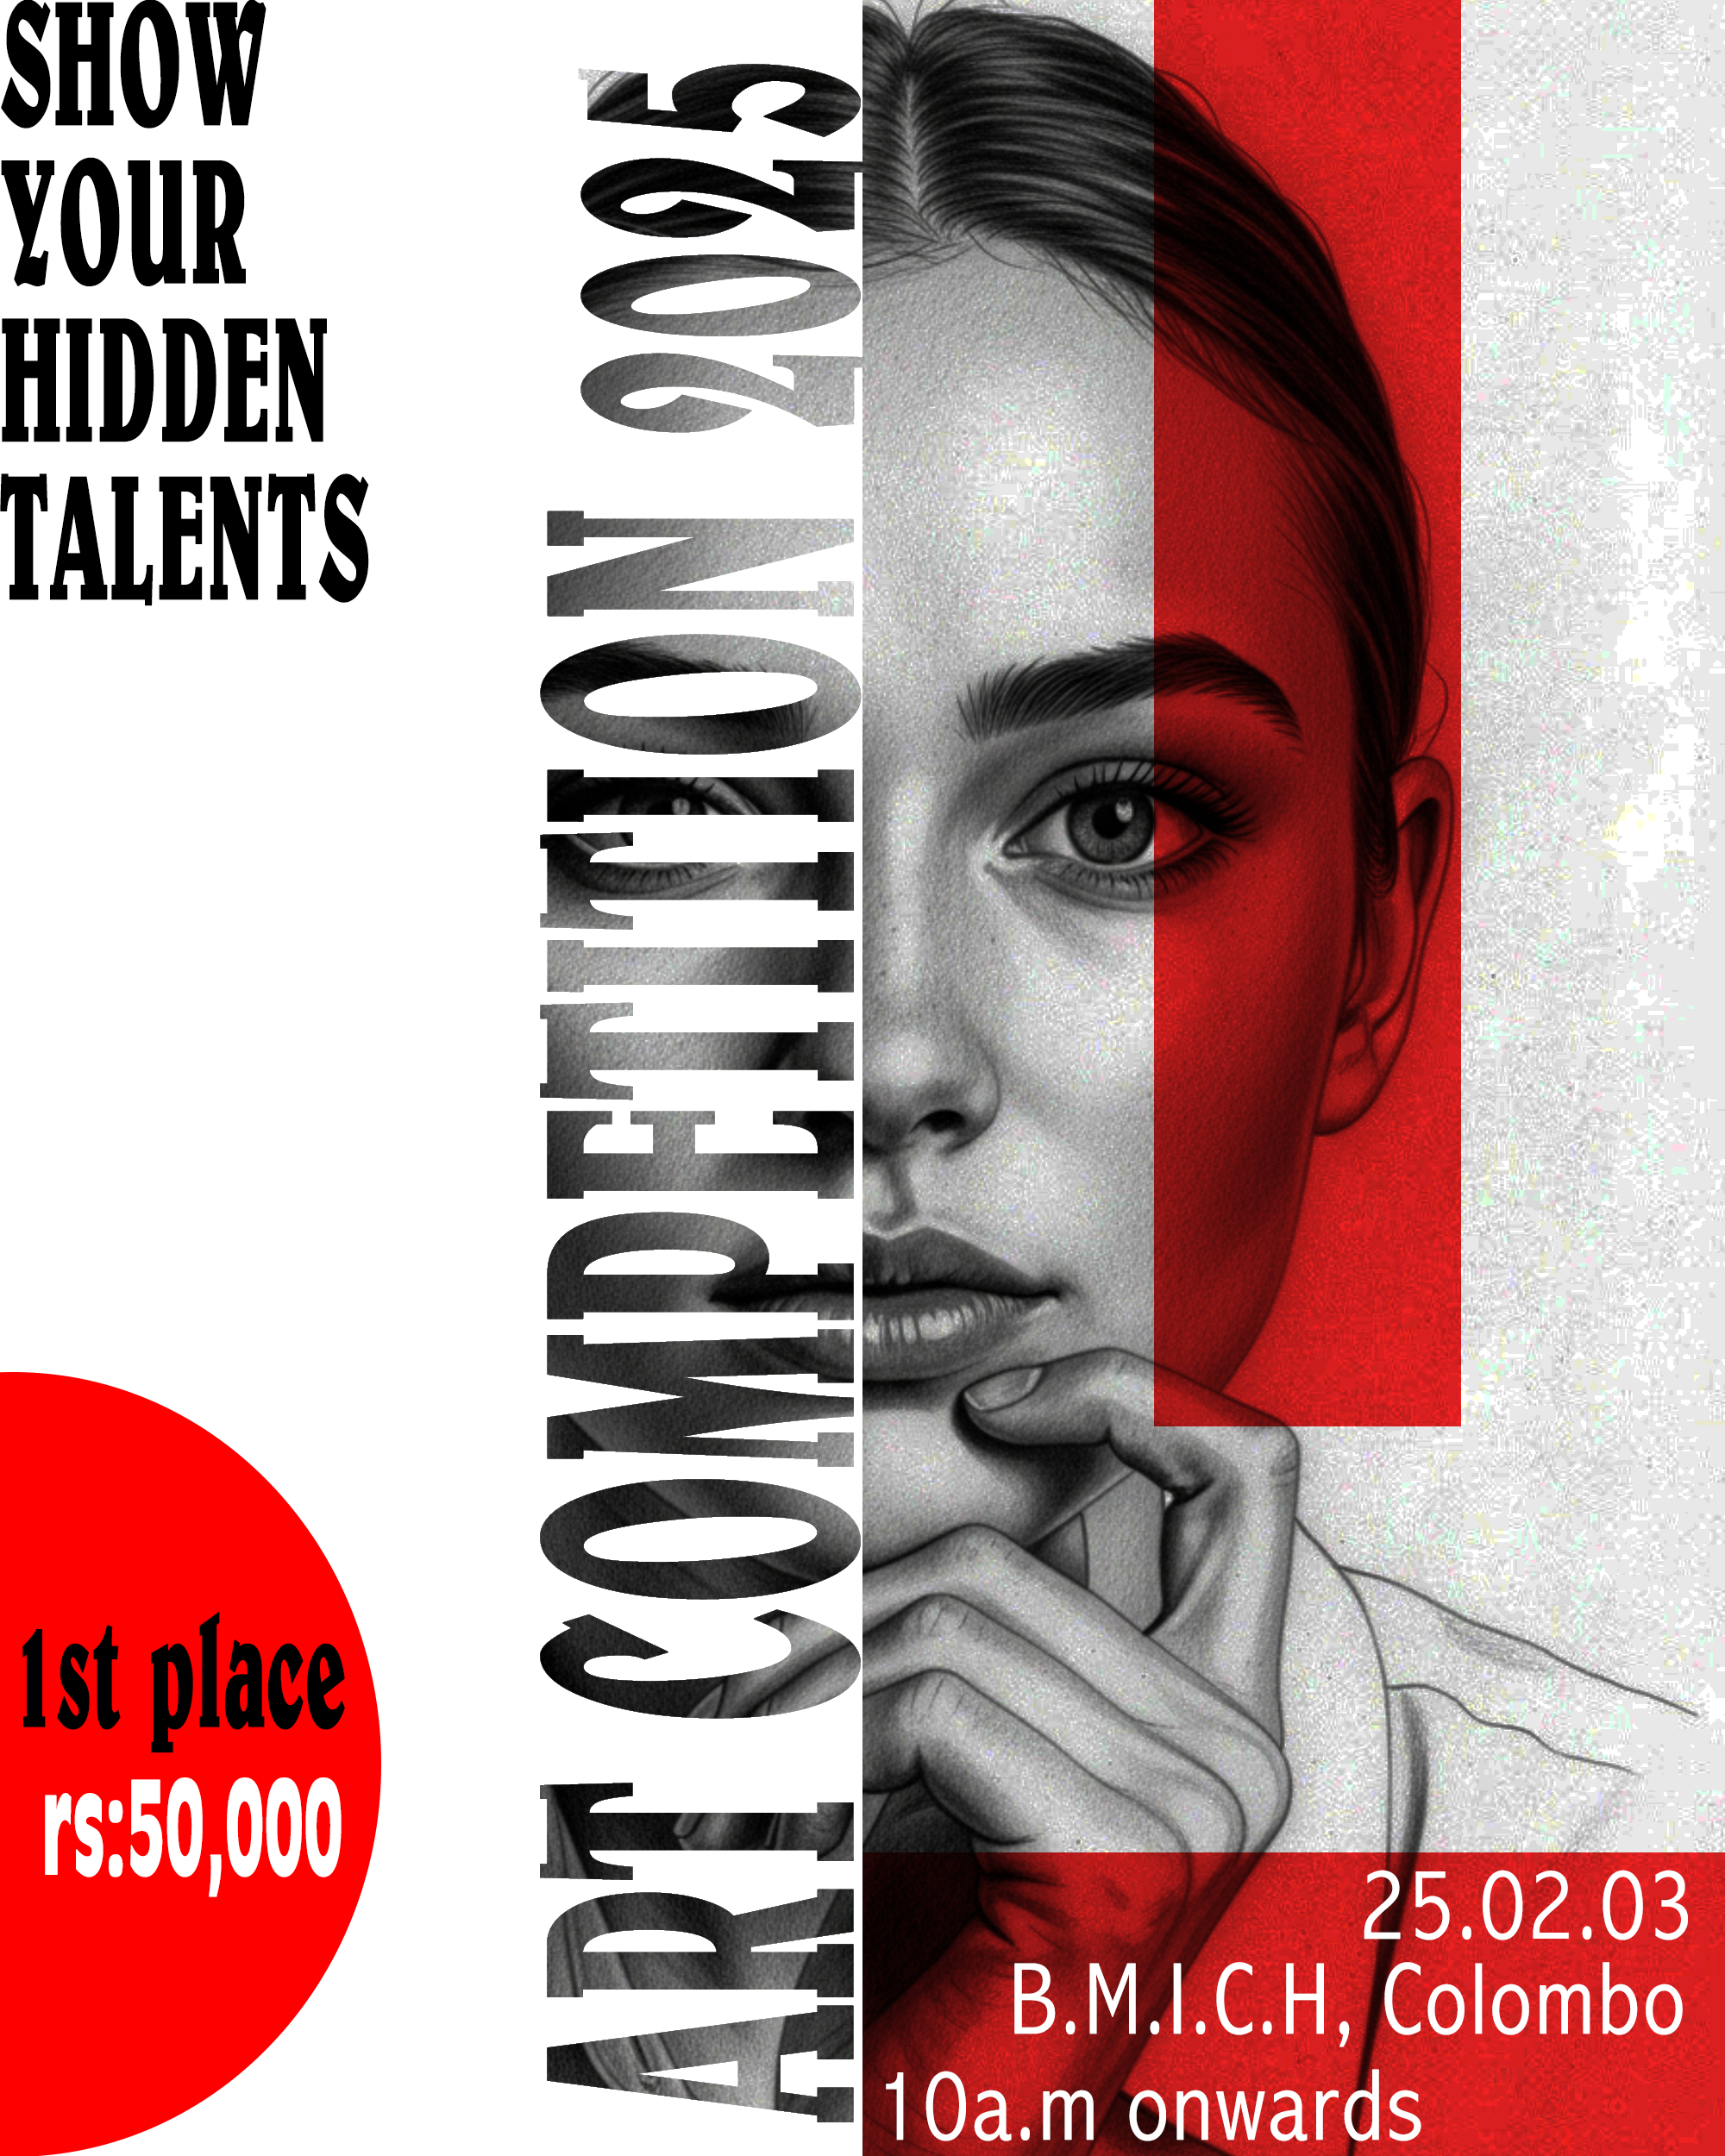 SHOW
YOUR
HIDDEN
TALENTS
ART COMPETITION 2025
1st place
rs:50,000
25.02.03
B.M.I.C.H, Colombo
10a.m onwards